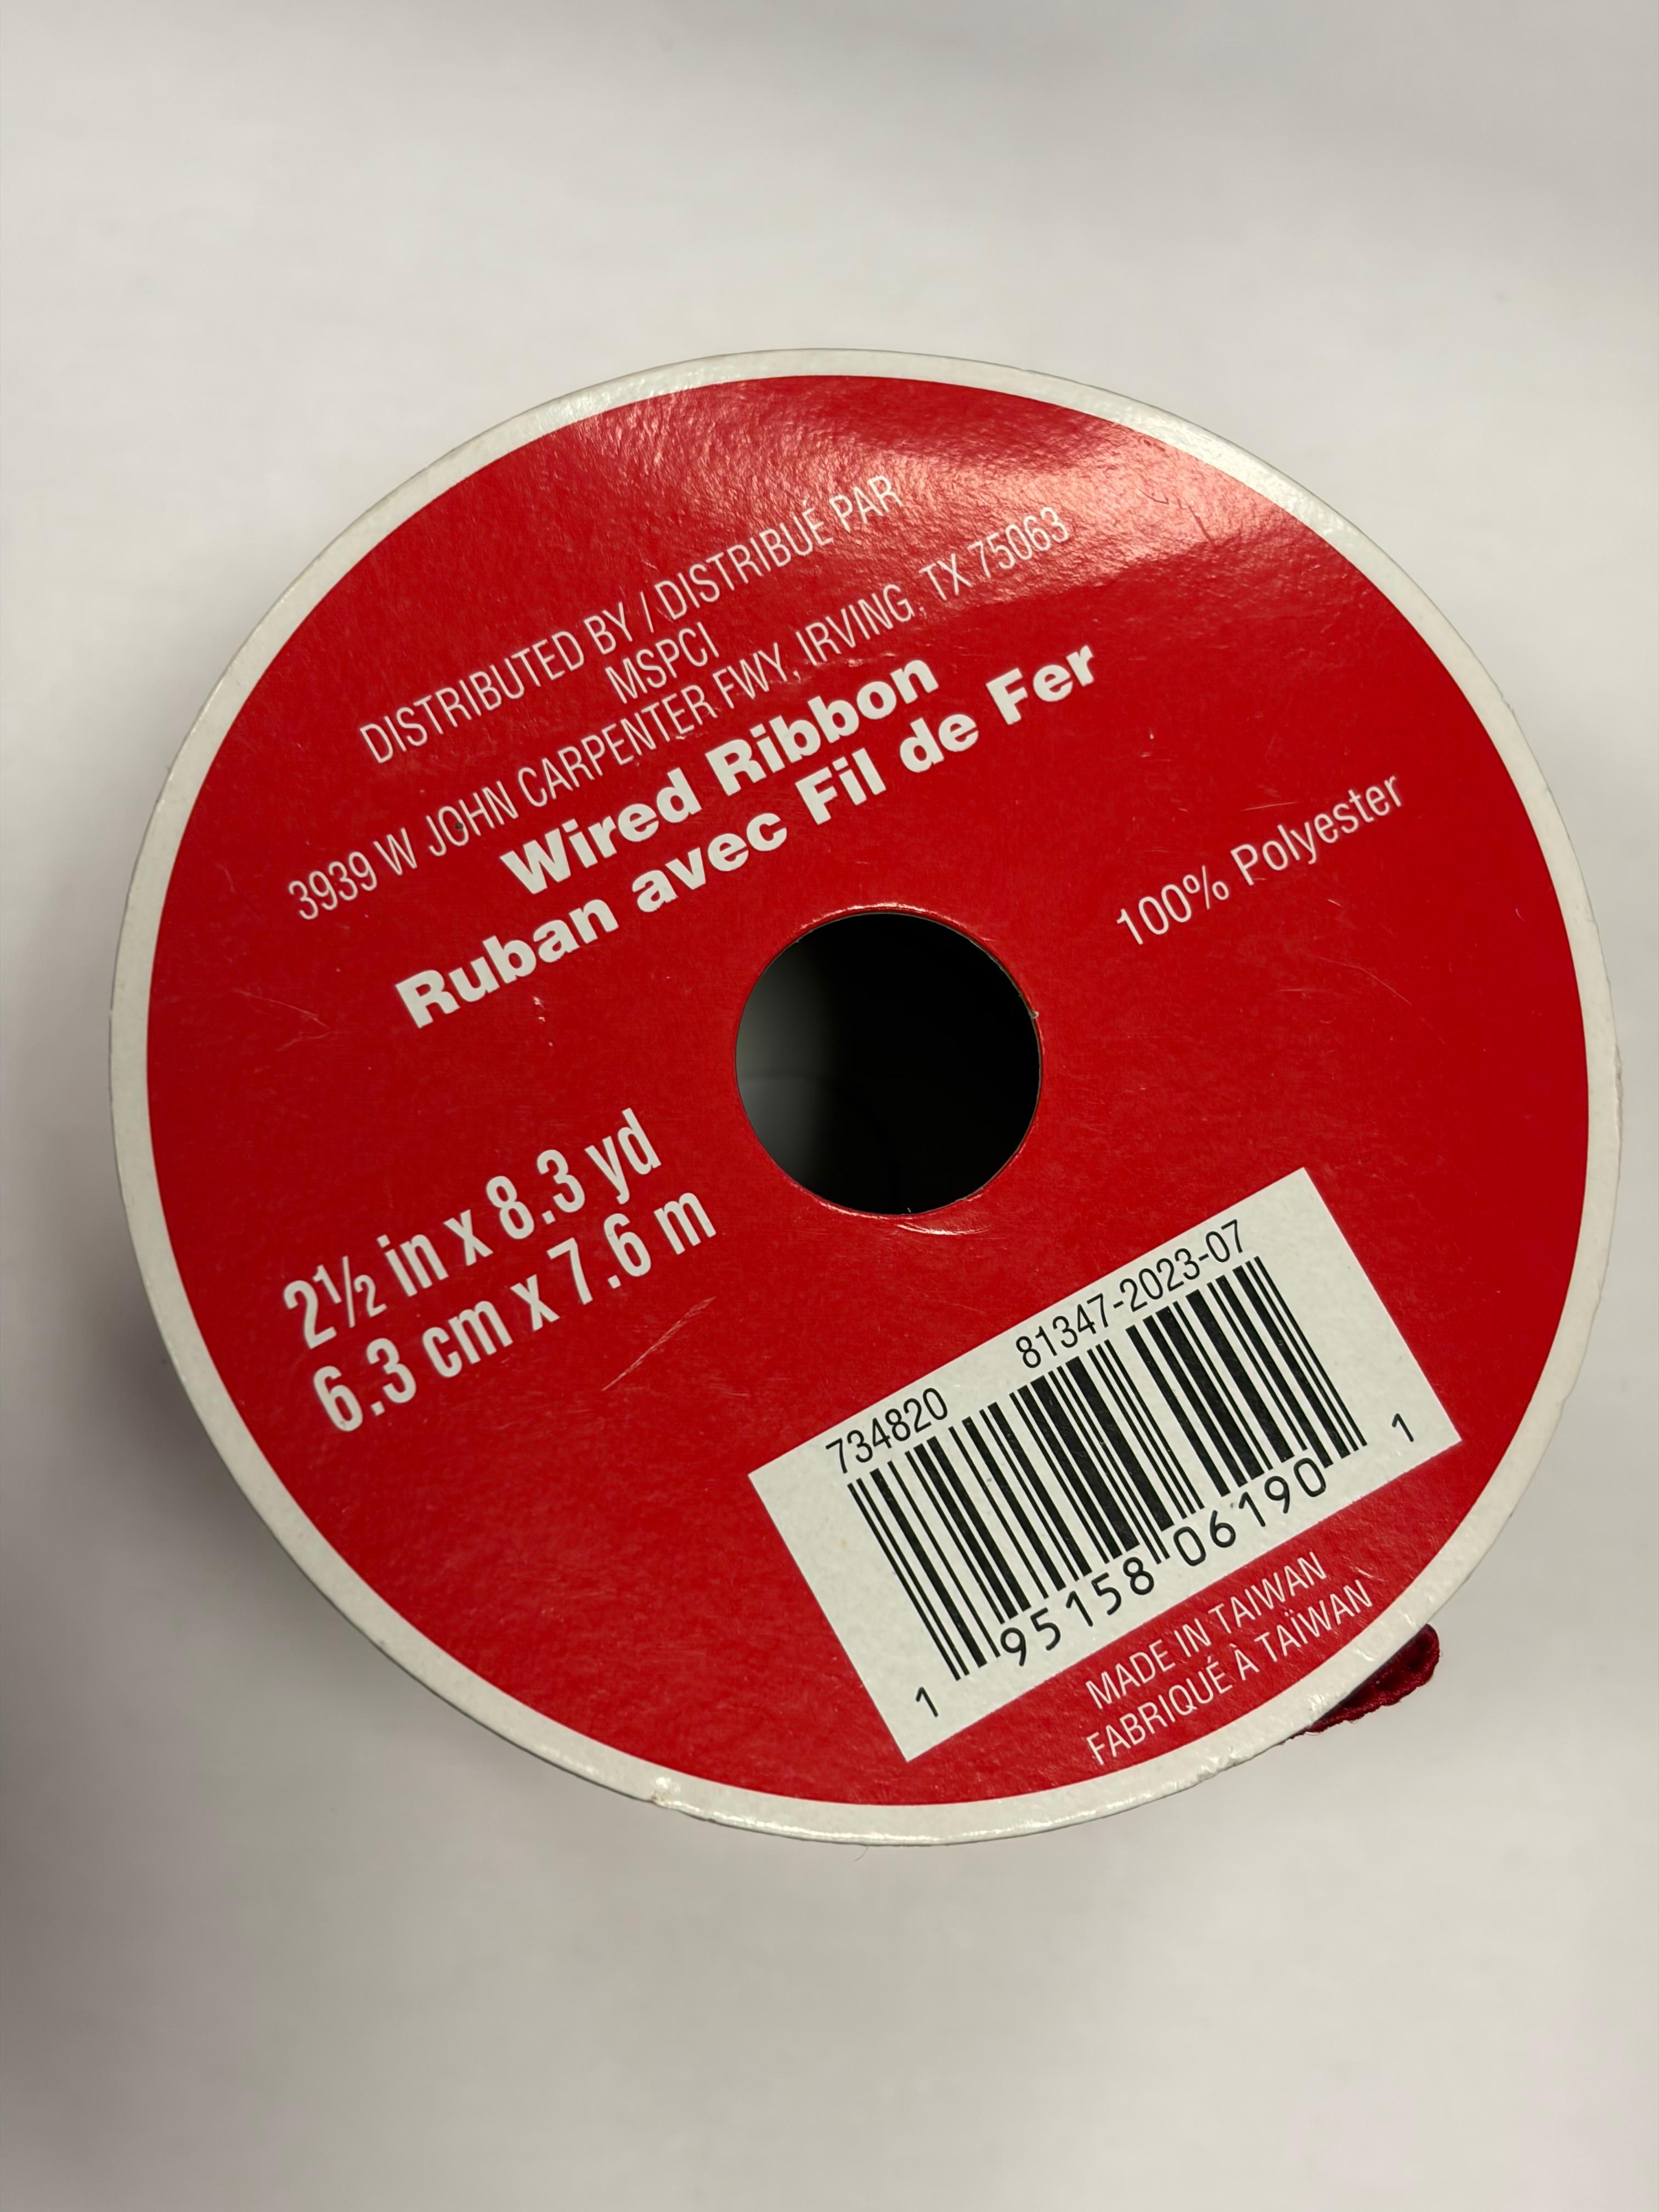 DISTRIBUTED BY / DISTRIBUÉ PAR
MSPCI
3939 W JOHN CARPENTER FWY, IRVING, TX 75063
Wired Ribbon
Ruban avec Fil de Fer
100% Polyester
2½ in x 8.3 yd
6.3 cm x 7.6 m
734820 81347-2023-07
1 95158 06190 1
MADE IN TAIWAN
FABRIQUÉ À TAÏWAN